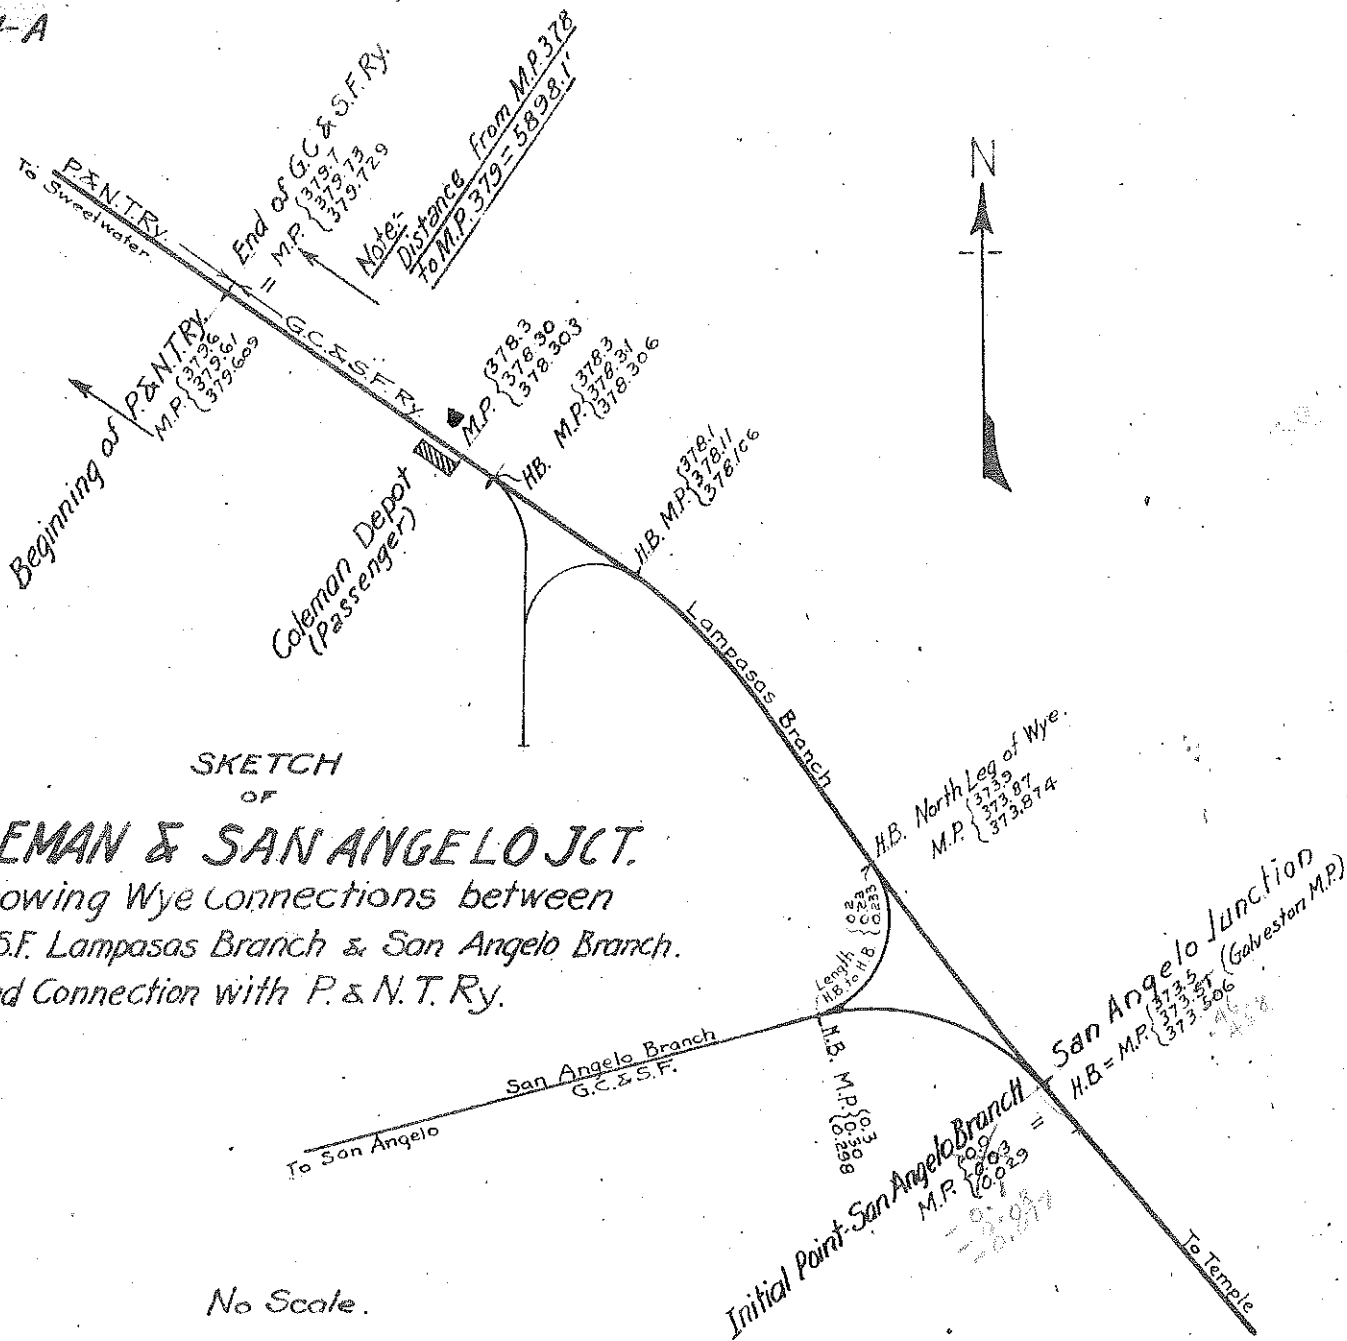 -A
To Sweetwater.
P.& N.T. Ry.
End of G.C & S.F. Ry.
= M.P. {379.7
{379.73
{379.729
Note:-
Distance from M.P. 378
to M.P. 379 = 5898.1'
N
Beginning of P.& N.T. Ry.
M.P. {379.6
{379.61
{379.609
G.C. & S.F. Ry.
M.P. {378.3
{378.30
{378.303
HB. M.P. {378.3
{378.31
{378.306
H.B. M.P. {378.1
{378.11
{378.106
Coleman Depot
(Passenger)
Lampasas Branch
SKETCH
OF
EMAN & SAN ANGELO JCT.
owing Wye Connections between
S.F. Lampasas Branch & San Angelo Branch.
d Connection with P. & N. T. Ry.
H.B. North Leg of Wye.
M.P. {373.9
{373.87
{373.874
Length {0.2
H.B. to H.B. {0.23
{0.233
San Angelo Junction
H.B = M.P. {373.5 (Galveston M.P.)
{373.51
{373.506
San Angelo Branch
G.C. & S.F.
To San Angelo
H.B. M.P. {0.3
{0.30
{0.298
Initial Point-San Angelo Branch =
M.P. {0.0
{0.03
{0.029
To Temple
No Scale.